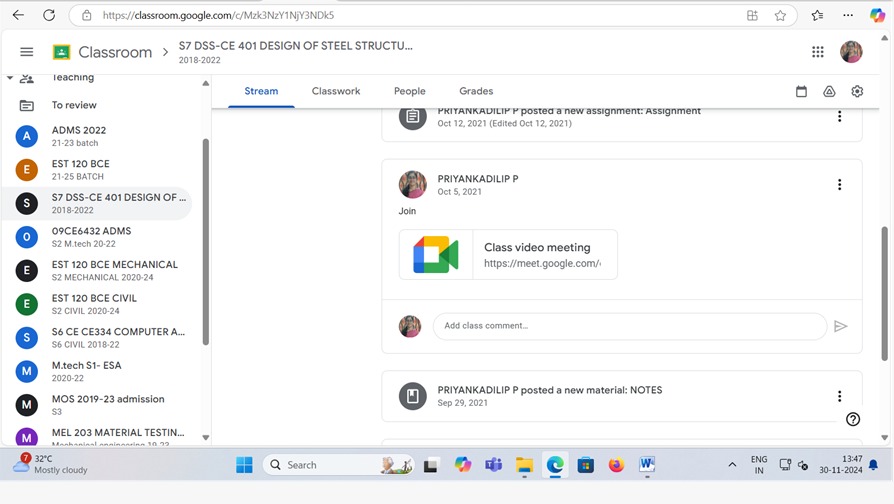 https://classroom.google.com/c/Mzk3NzY1NjY3NDk5
Classroom
S7 DSS-CE 401 DESIGN OF STEEL STRUCTU...
2018-2022
Teaching
To review
A
ADMS 2022
21-23 batch
E
EST 120 BCE
21-25 BATCH
S
S7 DSS-CE 401 DESIGN OF ...
2018-2022
0
09CE6432 ADMS
S2 M.tech 20-22
E
EST 120 BCE MECHANICAL
S2 MECHANICAL 2020-24
E
EST 120 BCE CIVIL
S2 CIVIL 2020-24
S
S6 CE CE334 COMPUTER A...
S6 CIVIL 2018-22
M
M.tech S1- ESA
2020-22
M
MOS 2019-23 admission
S3
M
MEL 203 MATERIAL TESTIN...
Mechanical engineering 19-23
Stream
Classwork
People
Grades
PRIYANKADILIP P posted a new assignment: Assignment
Oct 12, 2021 (Edited Oct 12, 2021)
PRIYANKADILIP P
Oct 5, 2021
Join
Class video meeting
https://meet.google.com/
Add class comment...
PRIYANKADILIP P posted a new material: NOTES
Sep 29, 2021
7
32°C
Mostly cloudy
Search
ENG
IN
13:47
30-11-2024